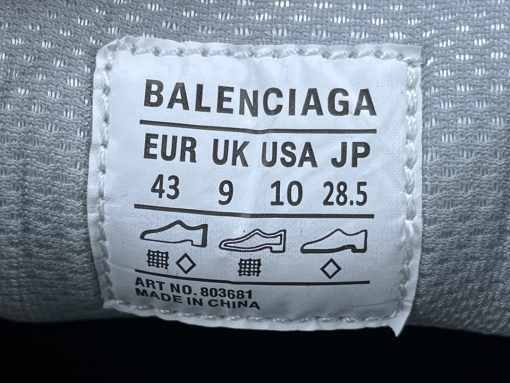 BALENCIAGA
EUR UK USA JP
43 9 10 28.5
ART NO. 803681
MADE IN CHINA